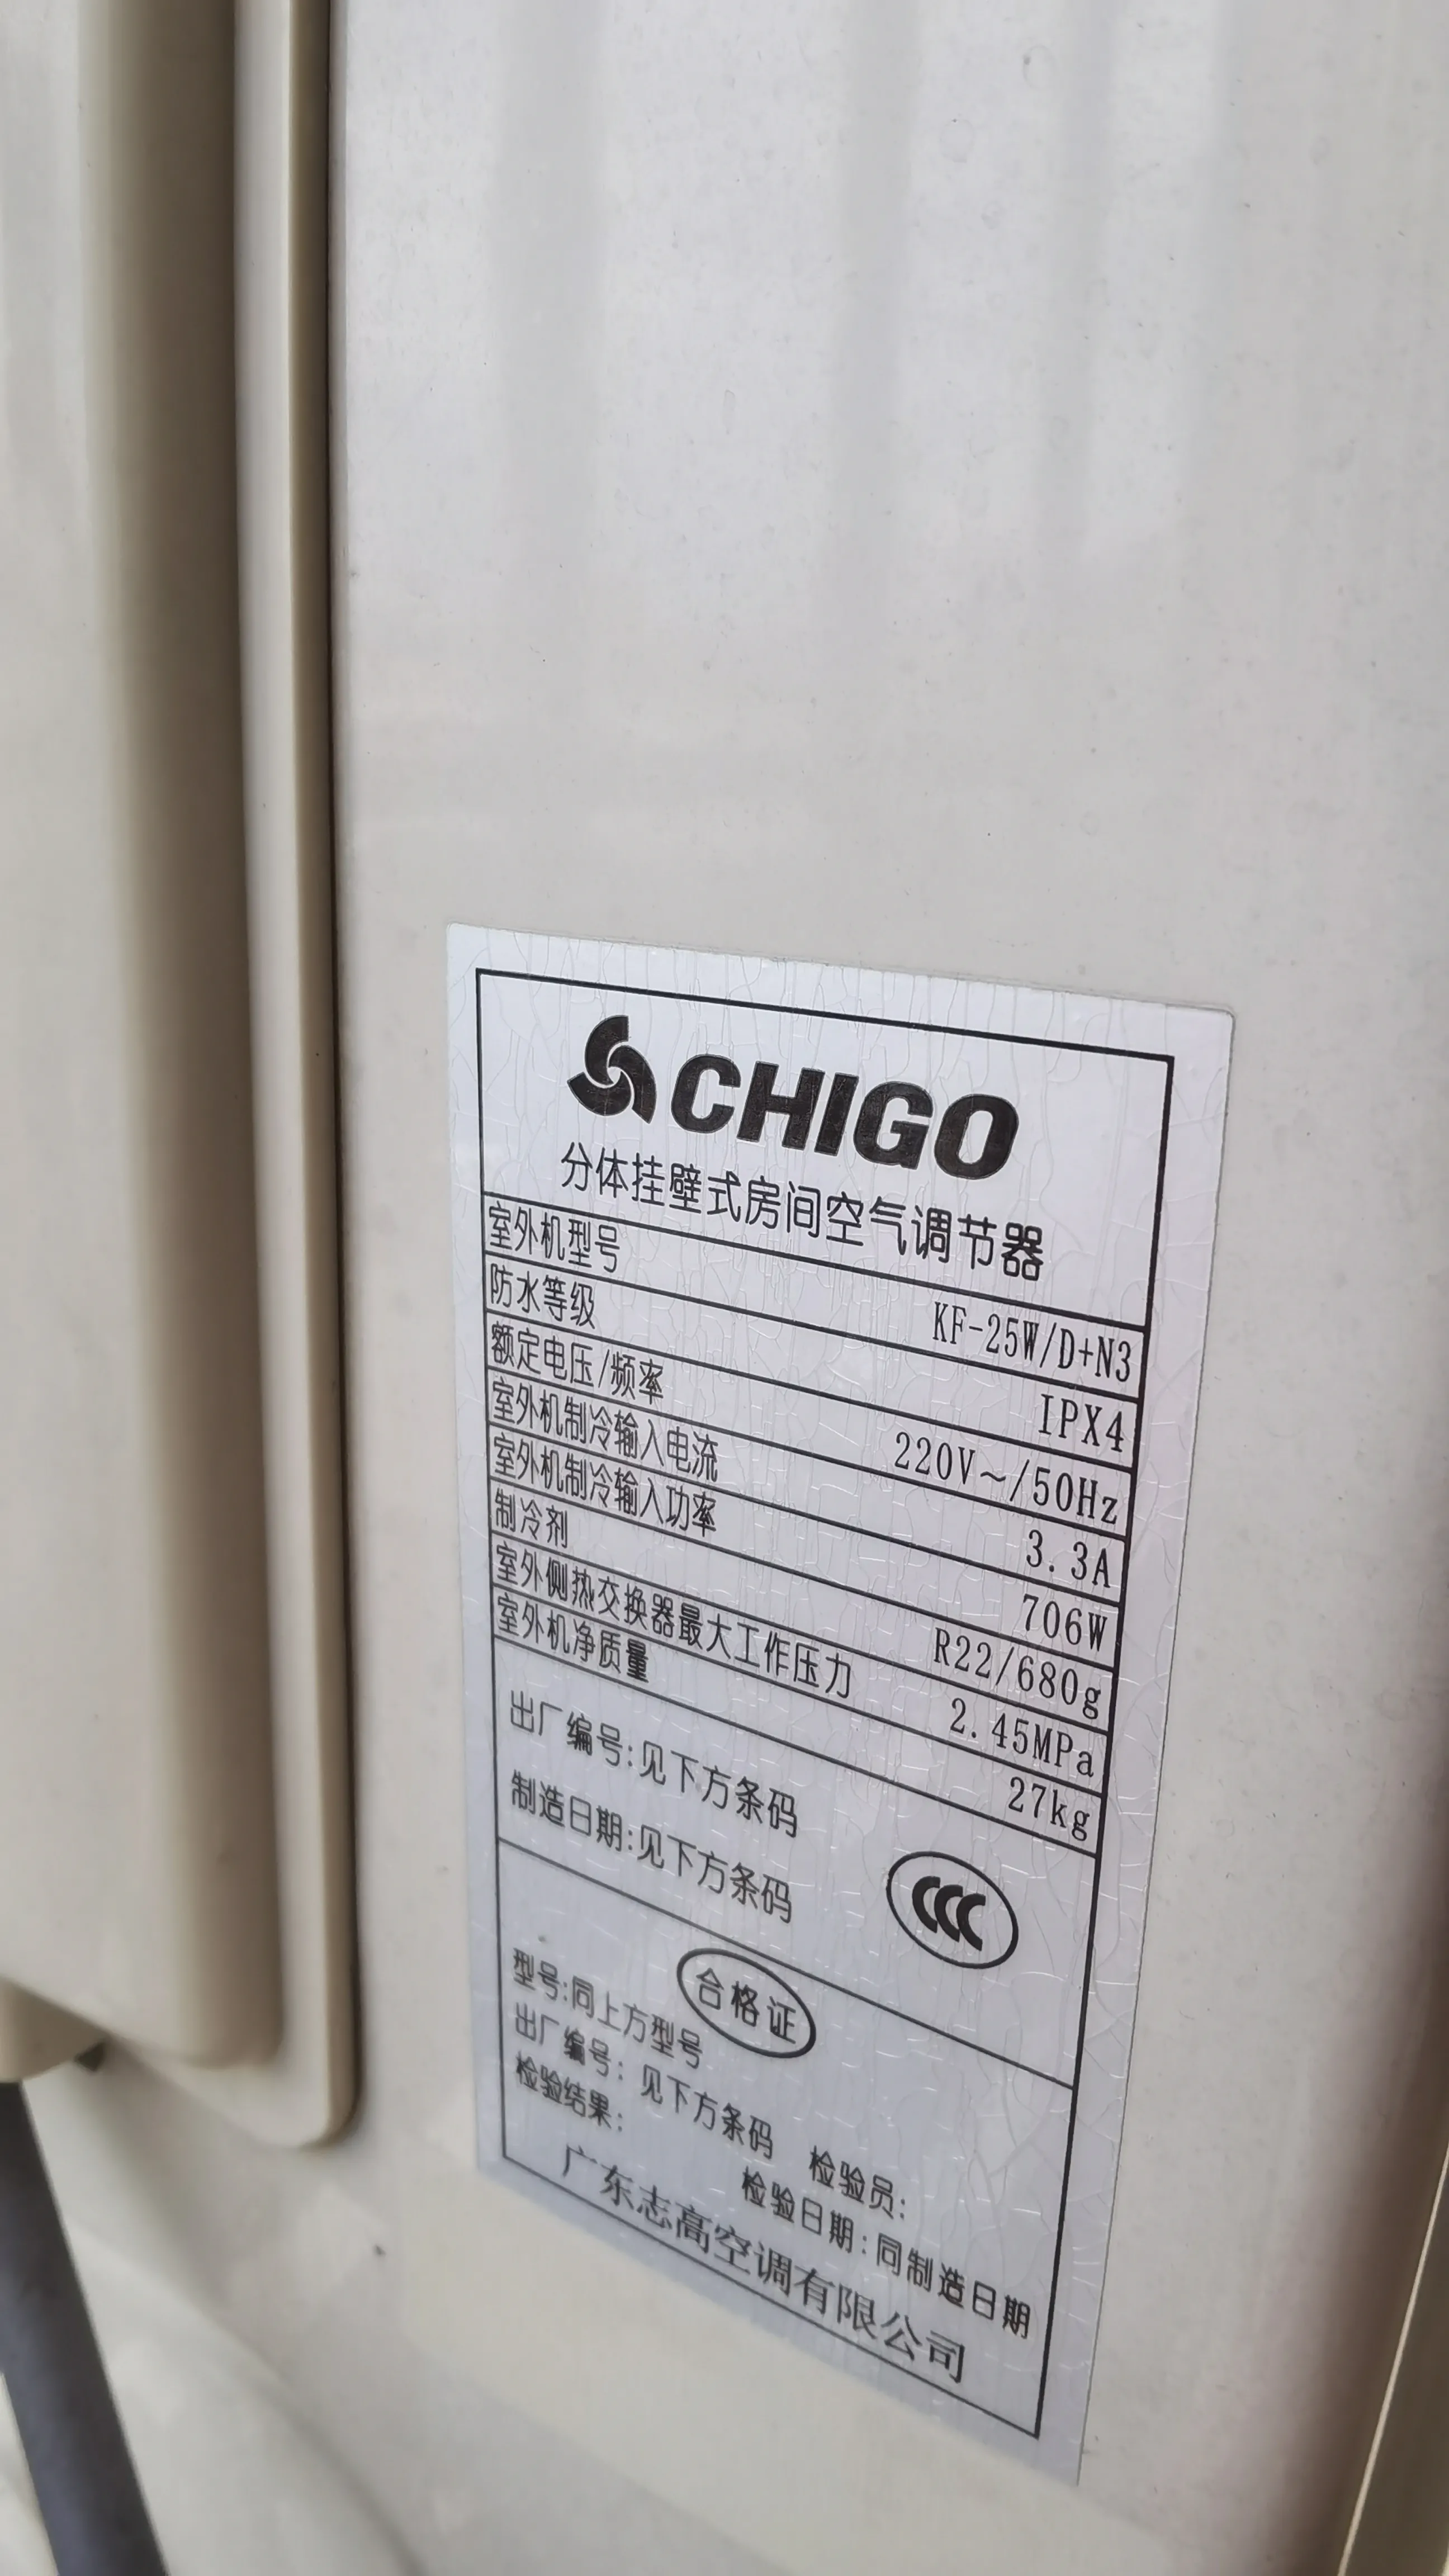 CHIGO
分体挂壁式房间空气调节器
室外机型号 KF-25W/D+N3
防水等级 IPX4
额定电压/频率 220V~/50Hz
室外机制冷输入电流 3.3A
室外机制冷输入功率 706W
制冷剂 R22/680g
室外侧热交换器最大工作压力 2.45MPa
室外机净质量 27kg
出厂编号:见下方条码
制造日期:见下方条码
CCC
合格证
型号:同上方型号
出厂编号: 见下方条码 检验员:
检验结果: 检验日期:同制造日期
广东志高空调有限公司